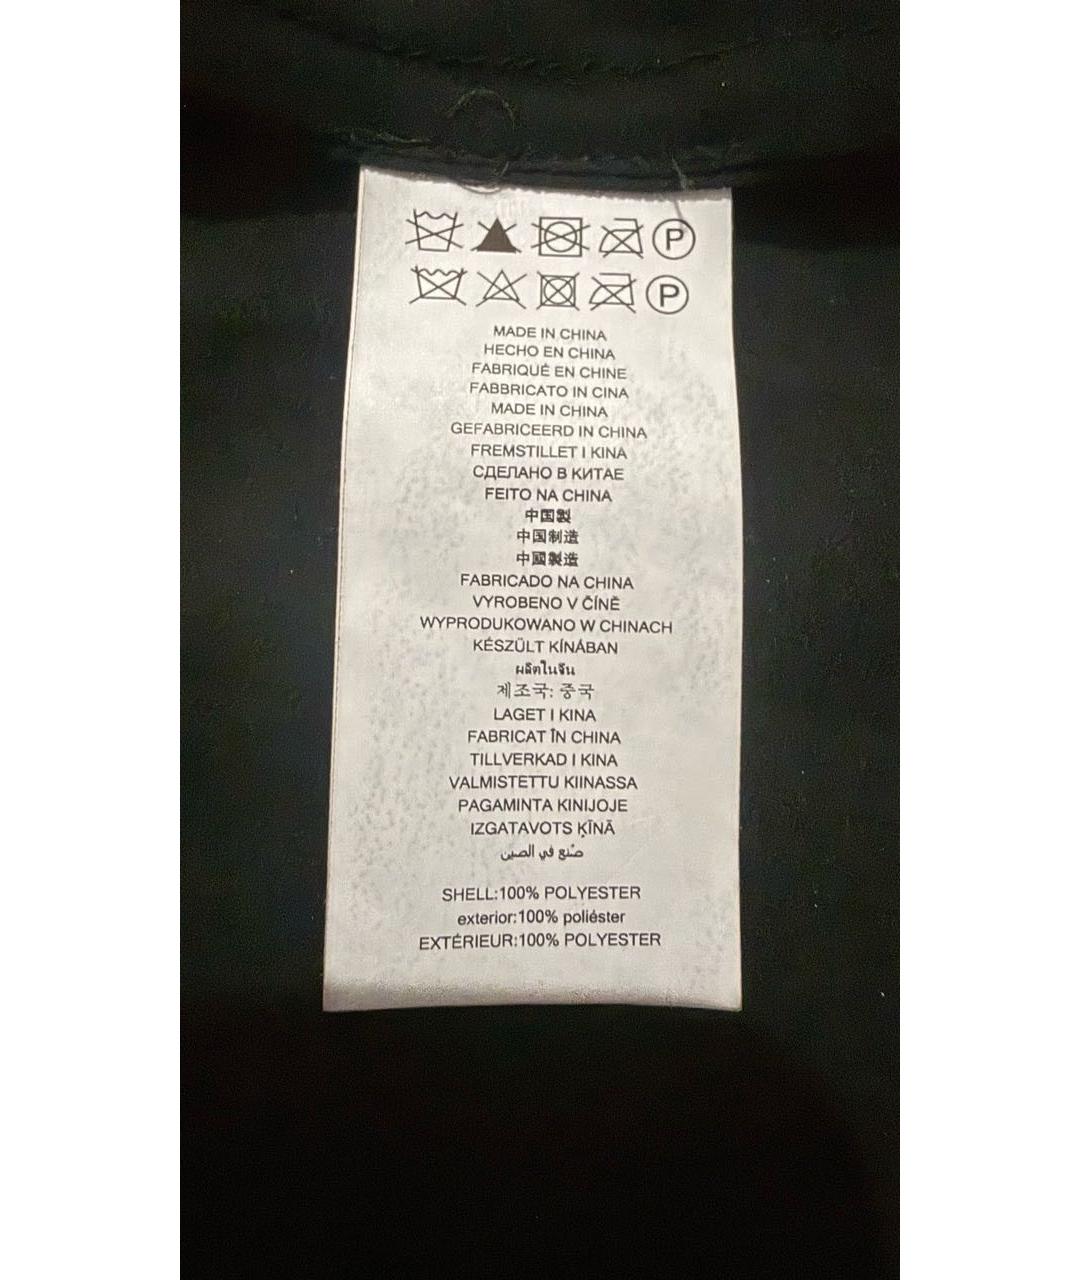 P
P
MADE IN CHINA
HECHO EN CHINA
FABRIQUÉ EN CHINE
FABBRICATO IN CINA
MADE IN CHINA
GEFABRICEERD IN CHINA
FREMSTILLET I KINA
СДЕЛАНО В КИТАЕ
FEITO NA CHINA
中国製
中国制造
中國製造
FABRICADO NA CHINA
VYROBENO V ČÍNĚ
WYPRODUKOWANO W CHINACH
KÉSZÜLT KÍNÁBAN
ผลิตในจีน
제조국: 중국
LAGET I KINA
FABRICAT ÎN CHINA
TILLVERKAD I KINA
VALMISTETTU KIINASSA
PAGAMINTA KINIJOJE
IZGATAVOTS ĶĪNĀ
صُنع في الصين
SHELL:100% POLYESTER
exterior:100% poliéster
EXTÉRIEUR:100% POLYESTER